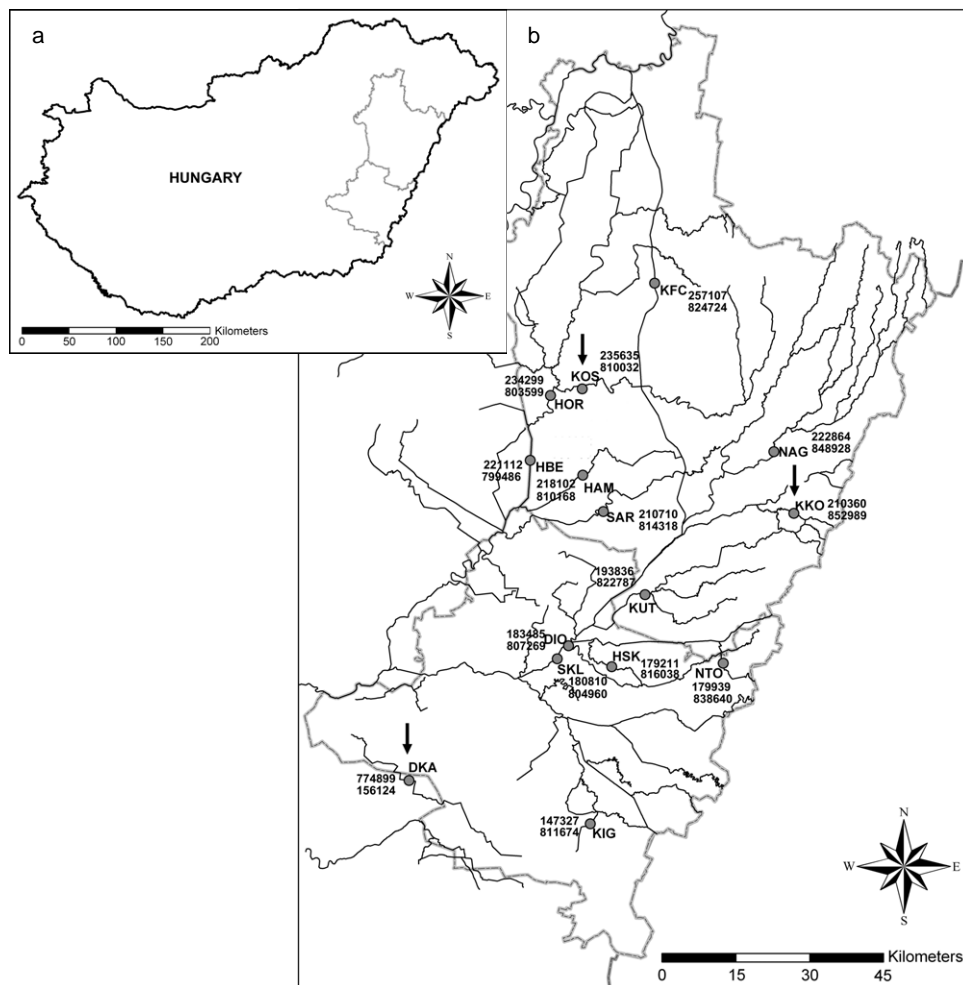 a
HUNGARY
N
W E
S
Kilometers
0 50 100 150 200
b
KFC
257107
824724
235635
810032
KOS
234299
803599
HOR
222864
848928
NAG
221112
799486
HBE
218102
810168
HAM
KKO
210360
852989
SAR
210710
814318
193836
822787
KUT
183485
807269
DIO
HSK
179211
816038
SKL
180810
804960
NTO
179939
838640
DKA
774899
156124
147327
811674
KIG
N
W E
S
Kilometers
0 15 30 45